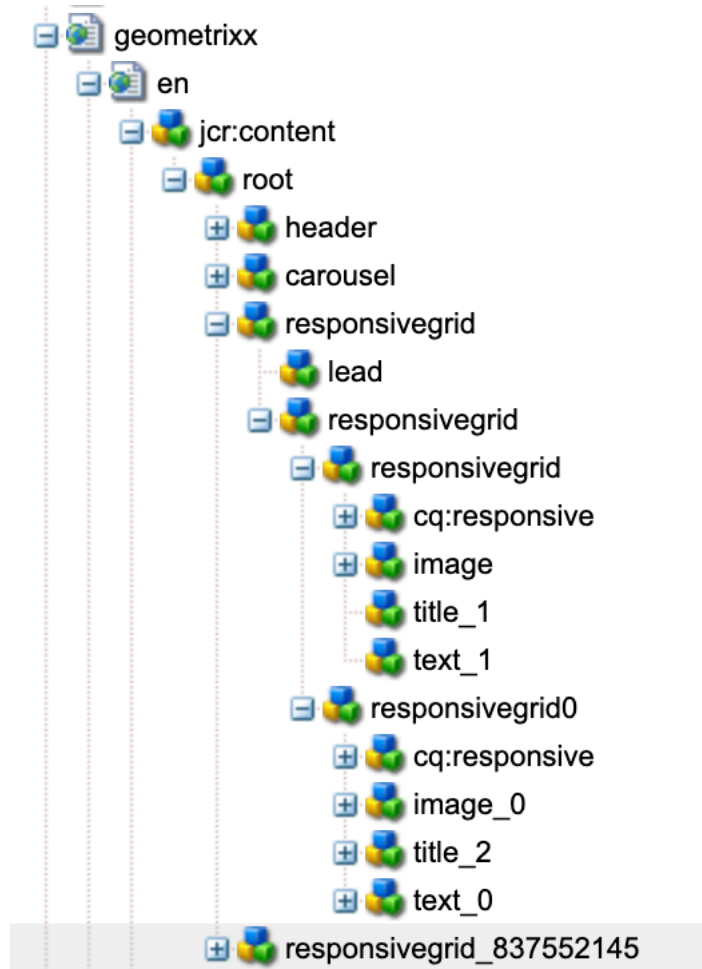 geometrixx
en
jcr:content
root
header
carousel
responsivegrid
lead
responsivegrid
responsivegrid
cq:responsive
image
title_1
text_1
responsivegrid0
cq:responsive
image_0
title_2
text_0
responsivegrid_837552145